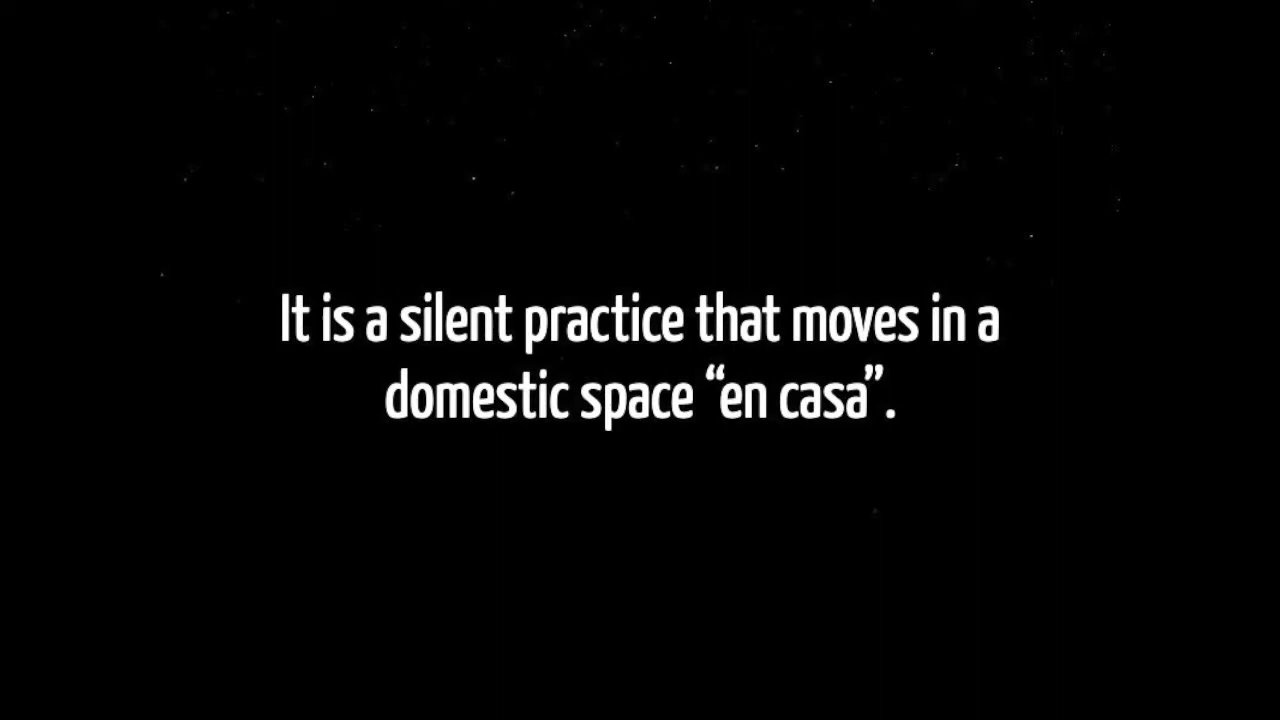 It is a silent practice that moves in a
domestic space “en casa”.